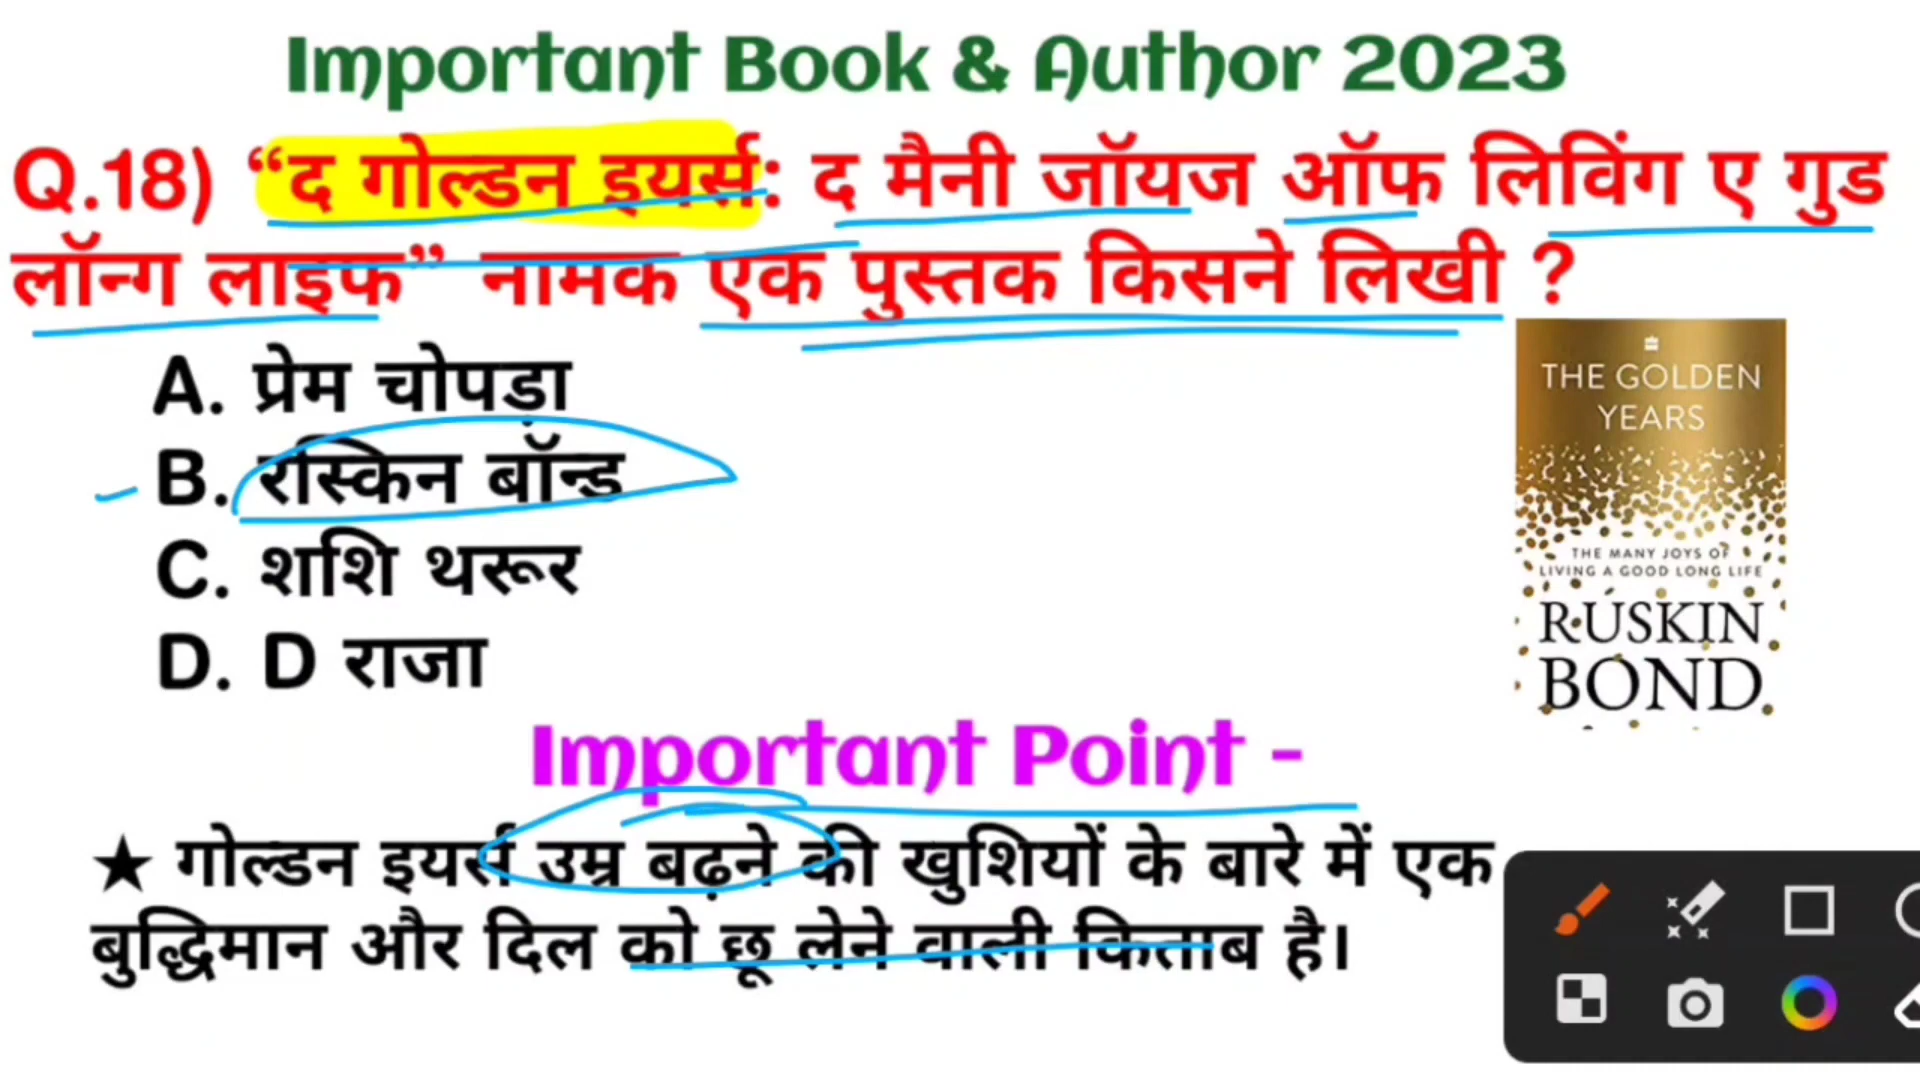 Important Book & Author 2023
Q.18) “द गोल्डन इयर्स: द मैनी जॉयज ऑफ लिविंग ए गुड
लॉन्ग लाइफ” नामक एक पुस्तक किसने लिखी ?
A. प्रेम चोपड़ा
B. रस्किन बॉन्ड
C. शशि थरूर
D. D राजा
THE GOLDEN
YEARS
THE MANY JOYS OF
LIVING A GOOD LONG LIFE
RUSKIN
BOND
Important Point -
★ गोल्डन इयर्स उम्र बढ़ने की खुशियों के बारे में एक
बुद्धिमान और दिल को छू लेने वाली किताब है।